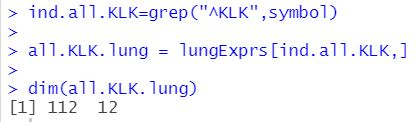 > ind.all.KLK=grep("^KLK",symbol)
>
> all.KLK.lung = lungExprs[ind.all.KLK,]
>
> dim(all.KLK.lung)
[1] 112  12